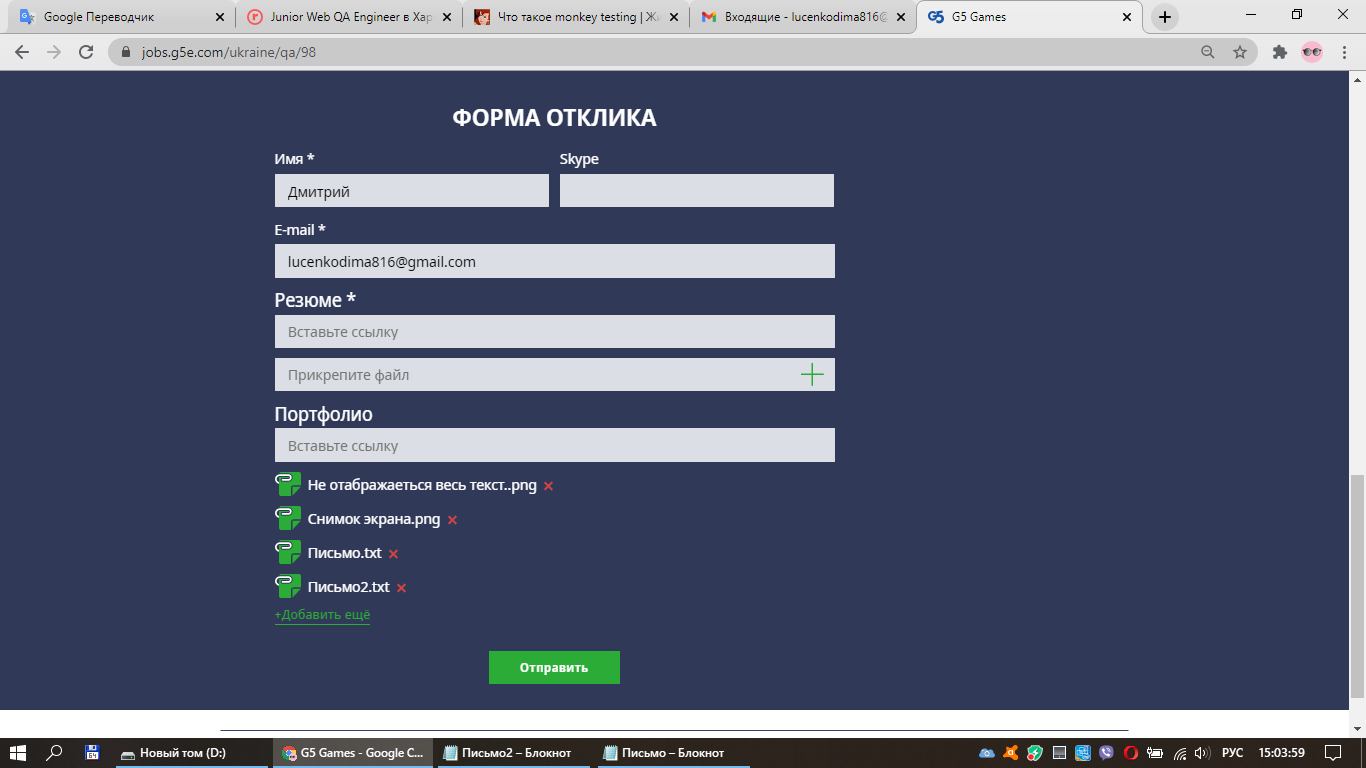 Google Переводчик
Junior Web QA Engineer в Хар
Что такое monkey testing | Жи
Входящие - lucenkodima816@
G5 Games
jobs.g5e.com/ukraine/qa/98
ФОРМА ОТКЛИКА
Имя * Skype
Дмитрий
E-mail *
lucenkodima816@gmail.com
Резюме *
Вставьте ссылку
Прикрепите файл
Портфолио
Вставьте ссылку
Не отабражаеться весь текст..png
Снимок экрана.png
Письмо.txt
Письмо2.txt
+Добавить ещё
Отправить
64 Новый том (D:) G5 Games - Google C... Письмо2 – Блокнот Письмо – Блокнот РУС 15:03:59